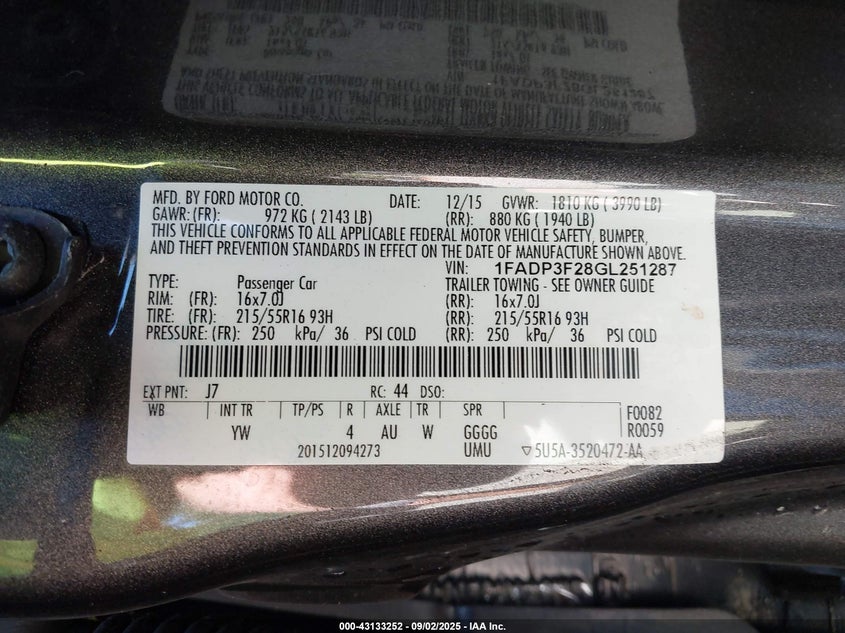 MFD. BY FORD MOTOR CO. DATE: 12/15 GVWR: 1810 KG ( 3990 LB)
GAWR: (FR): 972 KG ( 2143 LB) (RR): 880 KG ( 1940 LB)
THIS VEHICLE CONFORMS TO ALL APPLICABLE FEDERAL MOTOR VEHICLE SAFETY, BUMPER,
AND THEFT PREVENTION STANDARDS IN EFFECT ON THE DATE OF MANUFACTURE SHOWN ABOVE.
VIN: 1FADP3F28GL251287
TYPE: Passenger Car TRAILER TOWING - SEE OWNER GUIDE
RIM: (FR): 16x7.0J (RR): 16x7.0J
TIRE: (FR): 215/55R16 93H (RR): 215/55R16 93H
PRESSURE: (FR): 250 kPa/ 36 PSI COLD (RR): 250 kPa/ 36 PSI COLD
EXT PNT: J7 RC: 44 DSO:
WB INT TR TP/PS R AXLE TR SPR F0082
YW 4 AU W GGGG R0059
201512094273 UMU ▽5U5A-3520472-AA
000-43133252 - 09/02/2025 - IAA Inc.